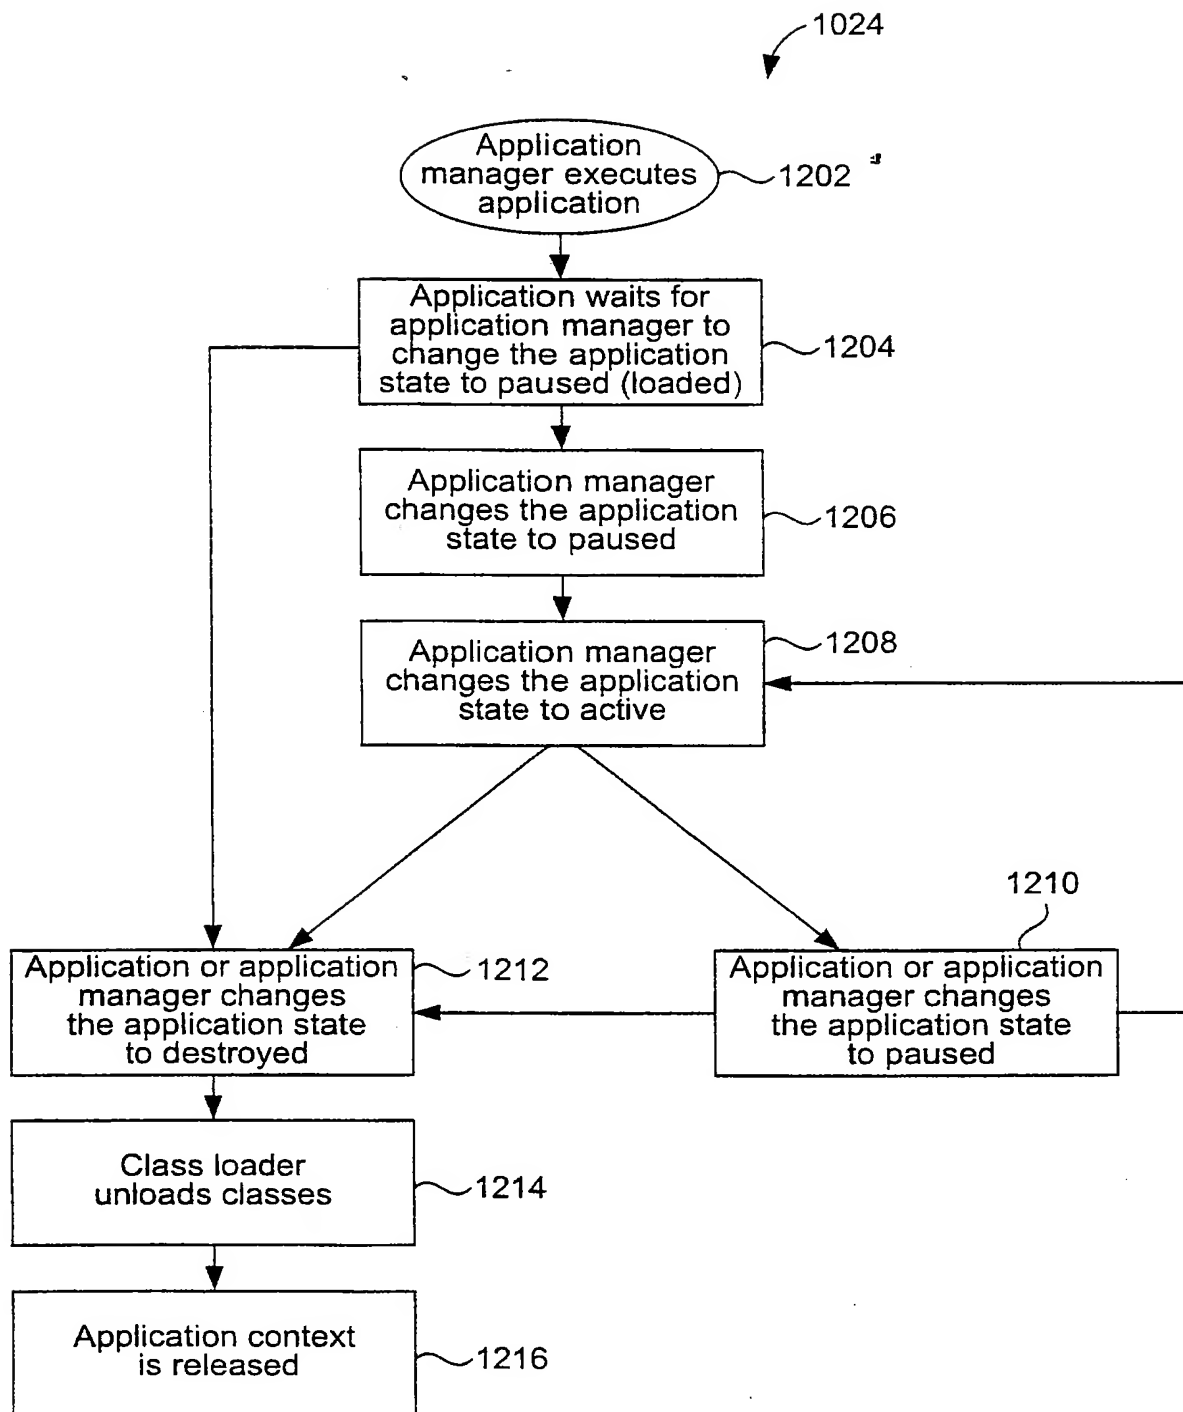 1024
Application
manager executes
application
1202
Application waits for
application manager to
change the application
state to paused (loaded)
1204
Application manager
changes the application
state to paused
1206
Application manager
changes the application
state to active
1208
1210
Application or application
manager changes
the application state
to destroyed
1212
Application or application
manager changes
the application state
to paused
Class loader
unloads classes
1214
Application context
is released
1216